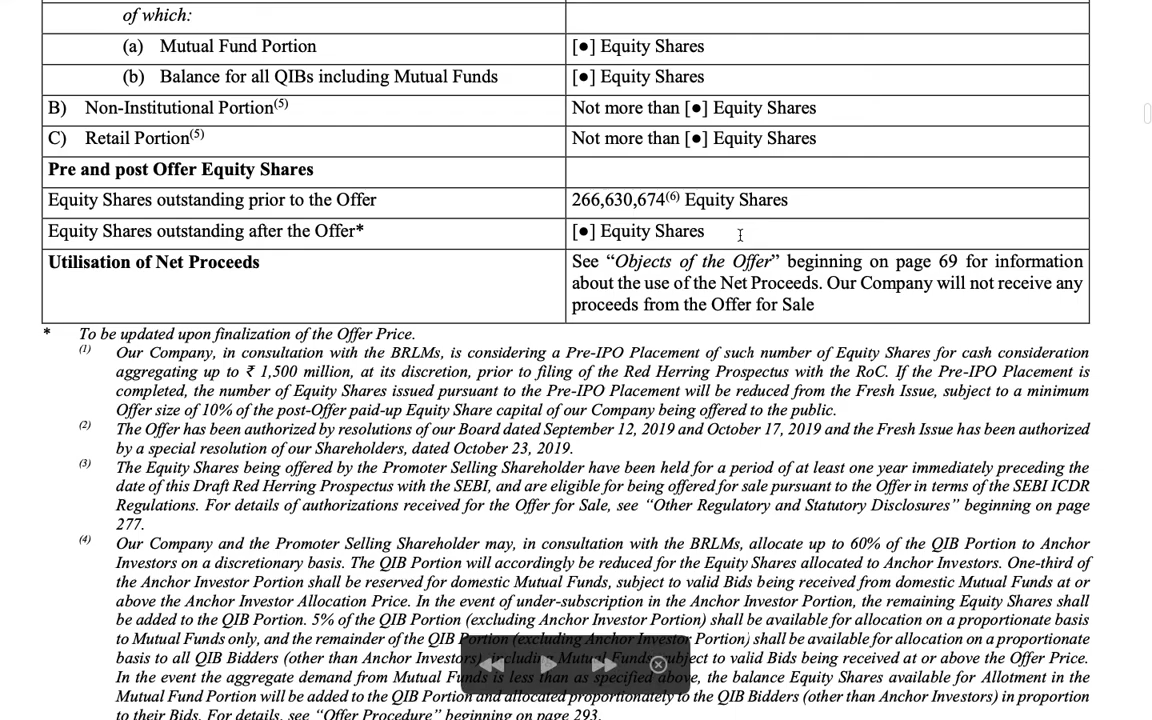 of which:
(a) Mutual Fund Portion [●] Equity Shares
(b) Balance for all QIBs including Mutual Funds [●] Equity Shares
B) Non-Institutional Portion(5) Not more than [●] Equity Shares
C) Retail Portion(5) Not more than [●] Equity Shares
Pre and post Offer Equity Shares
Equity Shares outstanding prior to the Offer 266,630,674(6) Equity Shares
Equity Shares outstanding after the Offer* [●] Equity Shares
Utilisation of Net Proceeds See “Objects of the Offer” beginning on page 69 for information
about the use of the Net Proceeds. Our Company will not receive any
proceeds from the Offer for Sale
* To be updated upon finalization of the Offer Price.
(1) Our Company, in consultation with the BRLMs, is considering a Pre-IPO Placement of such number of Equity Shares for cash consideration
aggregating up to ₹ 1,500 million, at its discretion, prior to filing of the Red Herring Prospectus with the RoC. If the Pre-IPO Placement is
completed, the number of Equity Shares issued pursuant to the Pre-IPO Placement will be reduced from the Fresh Issue, subject to a minimum
Offer size of 10% of the post-Offer paid-up Equity Share capital of our Company being offered to the public.
(2) The Offer has been authorized by resolutions of our Board dated September 12, 2019 and October 17, 2019 and the Fresh Issue has been authorized
by a special resolution of our Shareholders, dated October 23, 2019.
(3) The Equity Shares being offered by the Promoter Selling Shareholder have been held for a period of at least one year immediately preceding the
date of this Draft Red Herring Prospectus with the SEBI, and are eligible for being offered for sale pursuant to the Offer in terms of the SEBI ICDR
Regulations. For details of authorizations received for the Offer for Sale, see “Other Regulatory and Statutory Disclosures” beginning on page
277.
(4) Our Company and the Promoter Selling Shareholder may, in consultation with the BRLMs, allocate up to 60% of the QIB Portion to Anchor
Investors on a discretionary basis. The QIB Portion will accordingly be reduced for the Equity Shares allocated to Anchor Investors. One-third of
the Anchor Investor Portion shall be reserved for domestic Mutual Funds, subject to valid Bids being received from domestic Mutual Funds at or
above the Anchor Investor Allocation Price. In the event of under-subscription in the Anchor Investor Portion, the remaining Equity Shares shall
be added to the QIB Portion. 5% of the QIB Portion (excluding Anchor Investor Portion) shall be available for allocation on a proportionate basis
to Mutual Funds only, and the remainder of the QIB Portion (excluding Anchor Investor Portion) shall be available for allocation on a proportionate
basis to all QIB Bidders (other than Anchor Investors), including Mutual Funds, subject to valid Bids being received at or above the Offer Price.
In the event the aggregate demand from Mutual Funds is less than as specified above, the balance Equity Shares available for Allotment in the
Mutual Fund Portion will be added to the QIB Portion and allocated proportionately to the QIB Bidders (other than Anchor Investors) in proportion
to their Bids. For details, see “Offer Procedure” beginning on page 293.